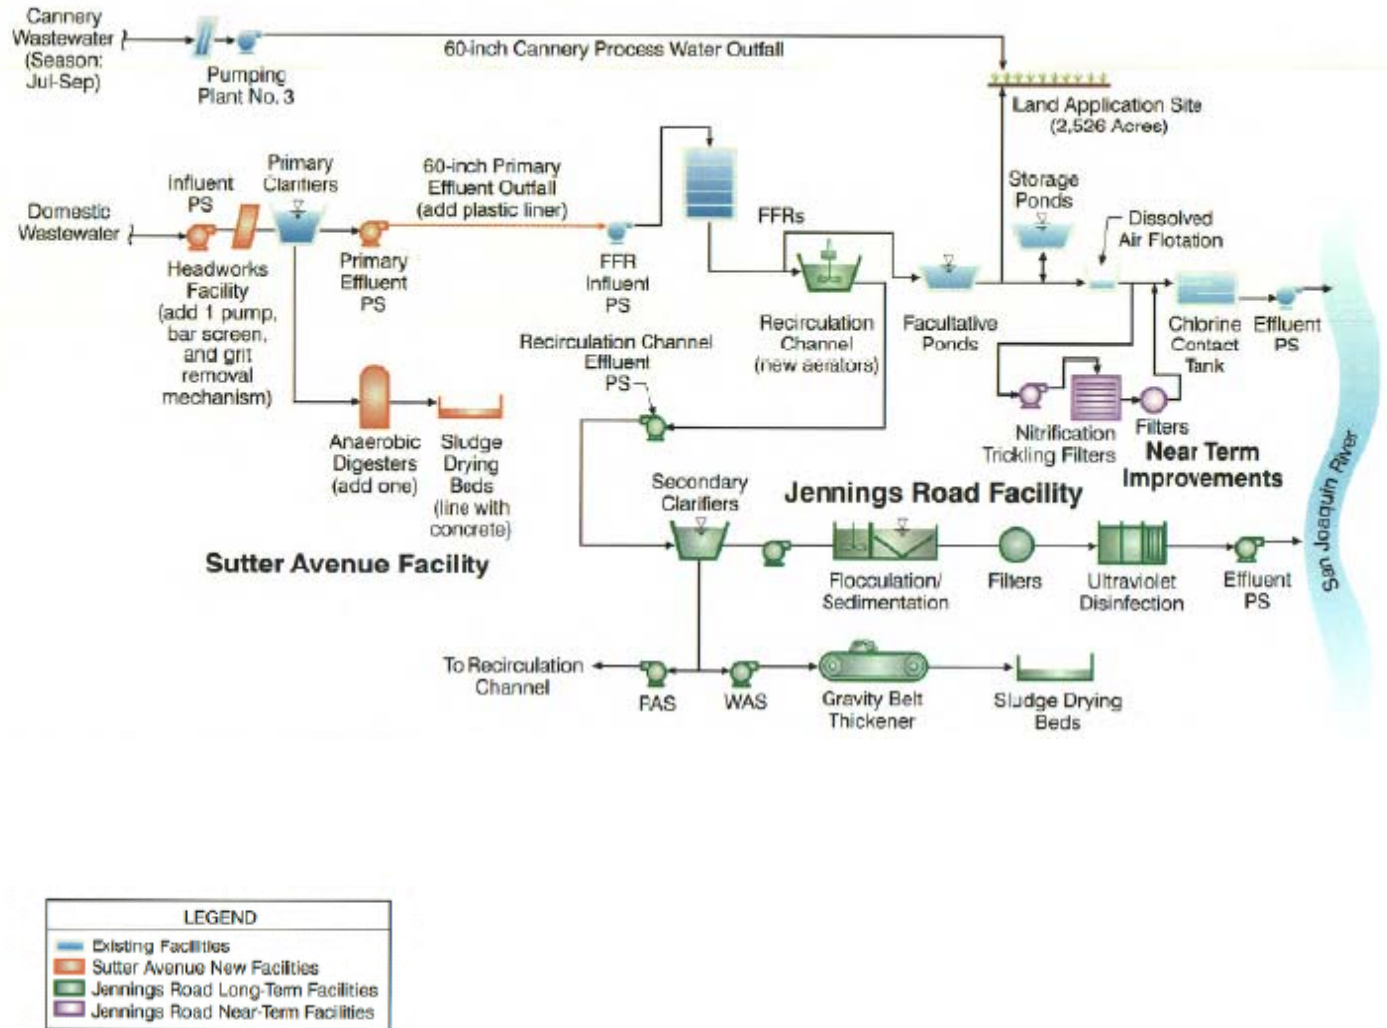 Cannery
Wastewater
(Season:
Jul-Sep)
Pumping
Plant No. 3
60-inch Cannery Process Water Outfall
Land Application Site
(2,526 Acres)
Domestic
Wastewater
Influent
PS
Headworks
Facility
(add 1 pump,
bar screen,
and grit
removal
mechanism)
Primary
Clarifiers
Primary
Effluent
PS
60-inch Primary
Effluent Outfall
(add plastic liner)
FFR
Influent
PS
FFRs
Recirculation
Channel
(new aerators)
Facultative
Ponds
Storage
Ponds
Dissolved
Air Flotation
Chlorine
Contact
Tank
Effluent
PS
Recirculation Channel
Effluent
PS
Anaerobic
Digesters
(add one)
Sludge
Drying
Beds
(line with
concrete)
Nitrification
Trickling Filters
Filters
Near Term
Improvements
Sutter Avenue Facility
Jennings Road Facility
Secondary
Clarifiers
Flocculation/
Sedimentation
Filters
Ultraviolet
Disinfection
Effluent
PS
San Joaquin River
To Recirculation
Channel
RAS
WAS
Gravity Belt
Thickener
Sludge Drying
Beds
LEGEND
Existing Facilities
Sutter Avenue New Facilities
Jennings Road Long-Term Facilities
Jennings Road Near-Term Facilities